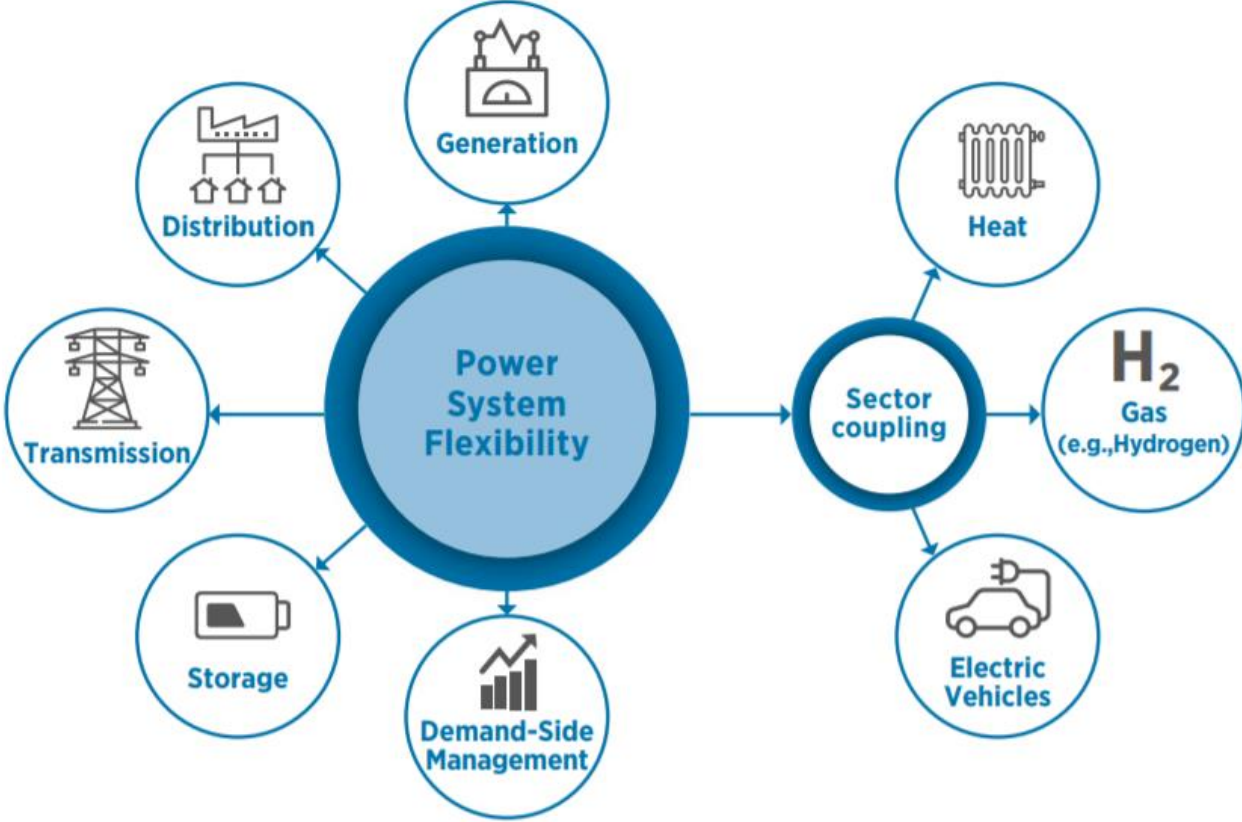 Generation
Distribution
Heat
Transmission
Power
System
Flexibility
Sector
coupling
H₂
Gas
(e.g.,Hydrogen)
Storage
Demand-Side
Management
Electric
Vehicles